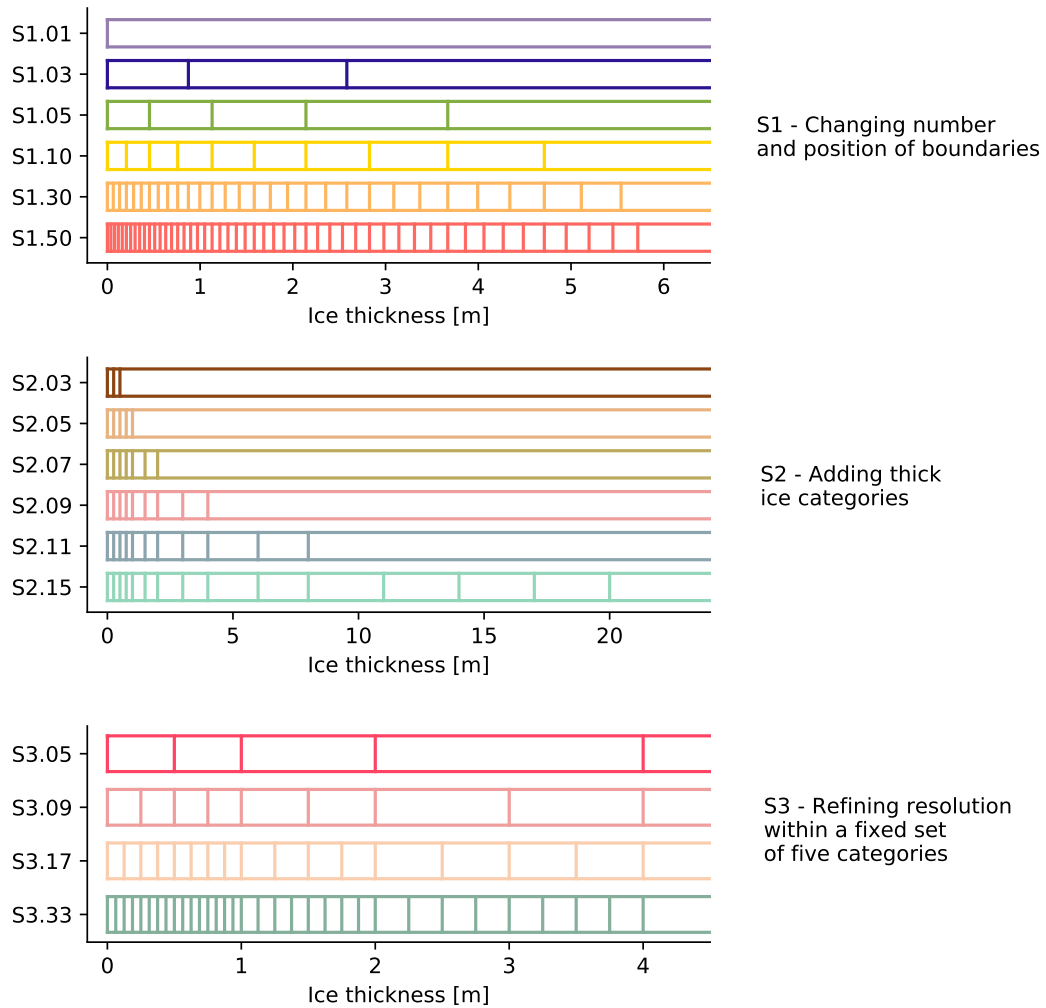 S1.01
S1.03
S1.05
S1.10
S1.30
S1.50
0 1 2 3 4 5 6
Ice thickness [m]
S1 - Changing number
and position of boundaries
S2.03
S2.05
S2.07
S2.09
S2.11
S2.15
0 5 10 15 20
Ice thickness [m]
S2 - Adding thick
ice categories
S3.05
S3.09
S3.17
S3.33
0 1 2 3 4
Ice thickness [m]
S3 - Refining resolution
within a fixed set
of five categories